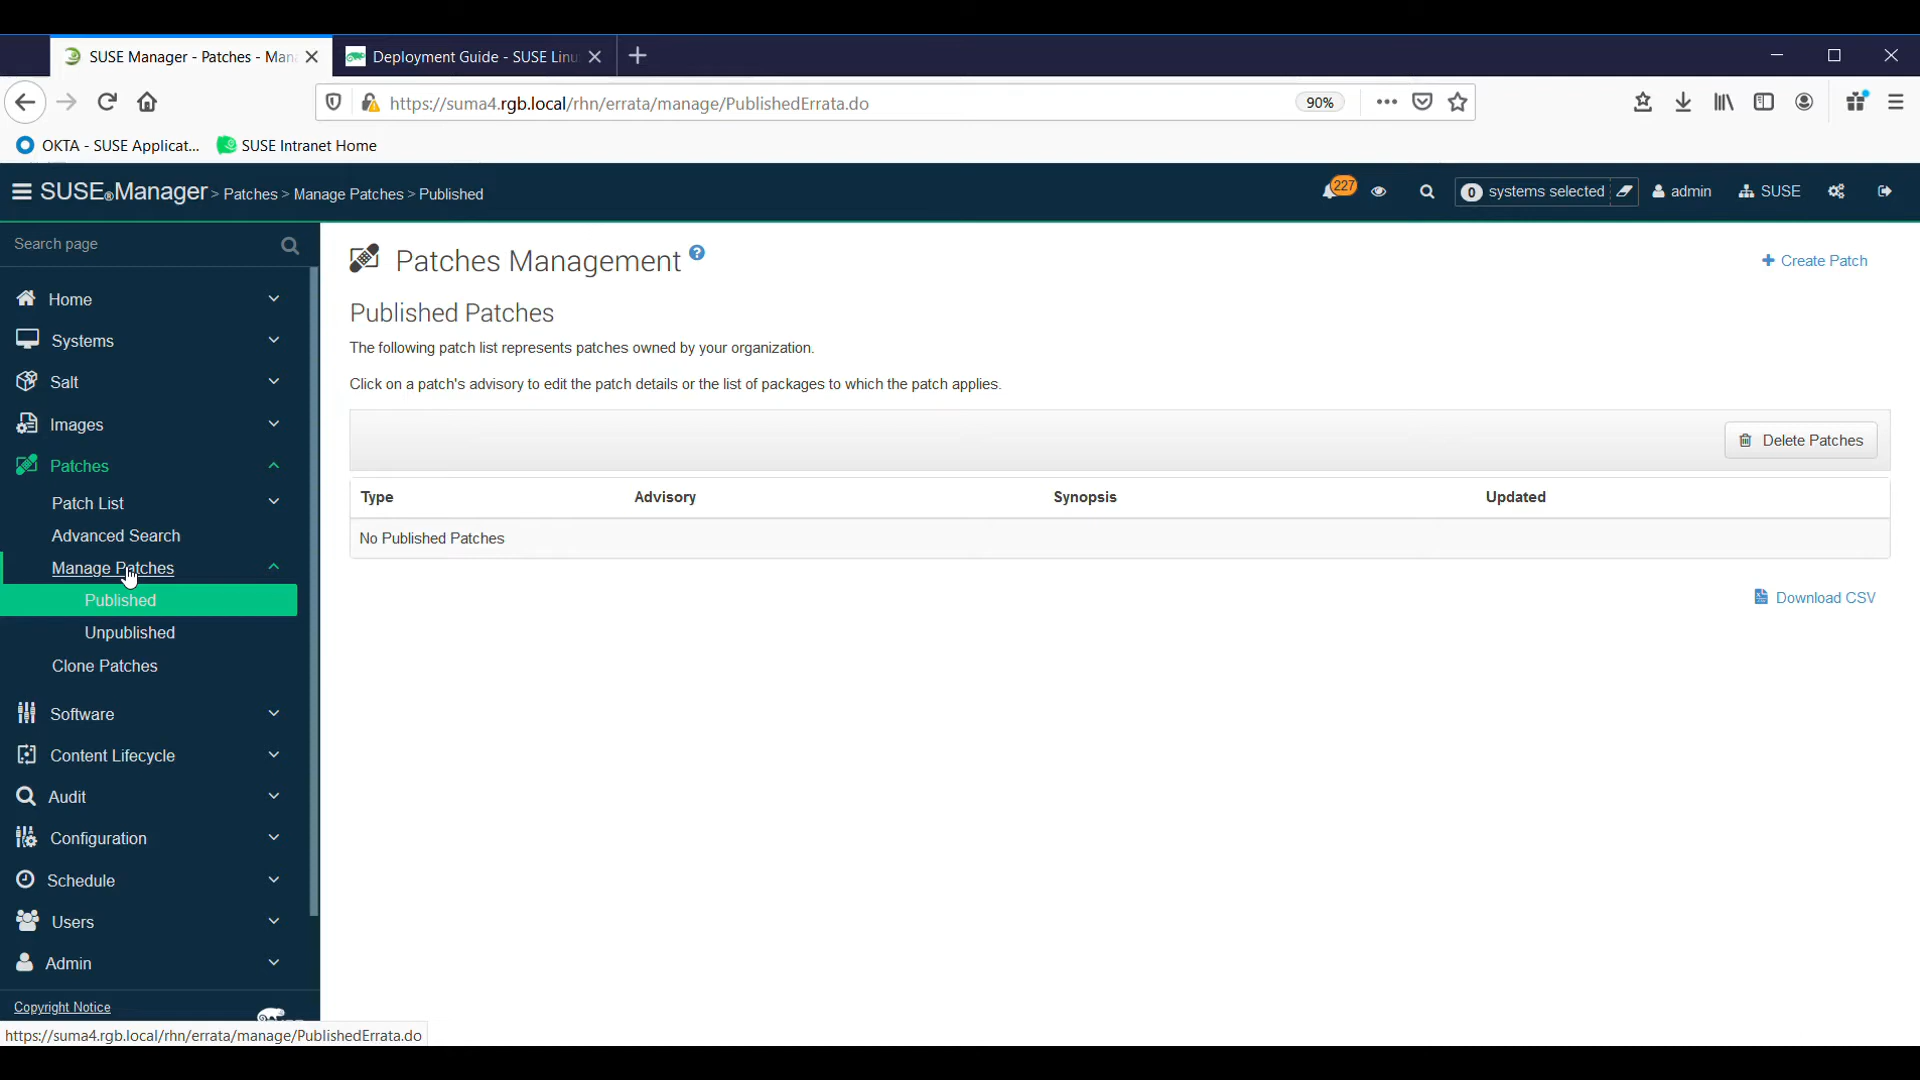 SUSE Manager - Patches - Man
Deployment Guide - SUSE Linu
https://suma4.rgb.local/rhn/errata/manage/PublishedErrata.do
90%
OKTA - SUSE Applicat...
SUSE Intranet Home
SUSE®Manager > Patches > Manage Patches > Published
227
0 systems selected
admin
SUSE
Search page
Home
Systems
Salt
Images
Patches
Patch List
Advanced Search
Manage Patches
Published
Unpublished
Clone Patches
Software
Content Lifecycle
Audit
Configuration
Schedule
Users
Admin
Copyright Notice
https://suma4.rgb.local/rhn/errata/manage/PublishedErrata.do
Patches Management
Create Patch
Published Patches
The following patch list represents patches owned by your organization.
Click on a patch's advisory to edit the patch details or the list of packages to which the patch applies.
Delete Patches
Type Advisory Synopsis Updated
No Published Patches
Download CSV